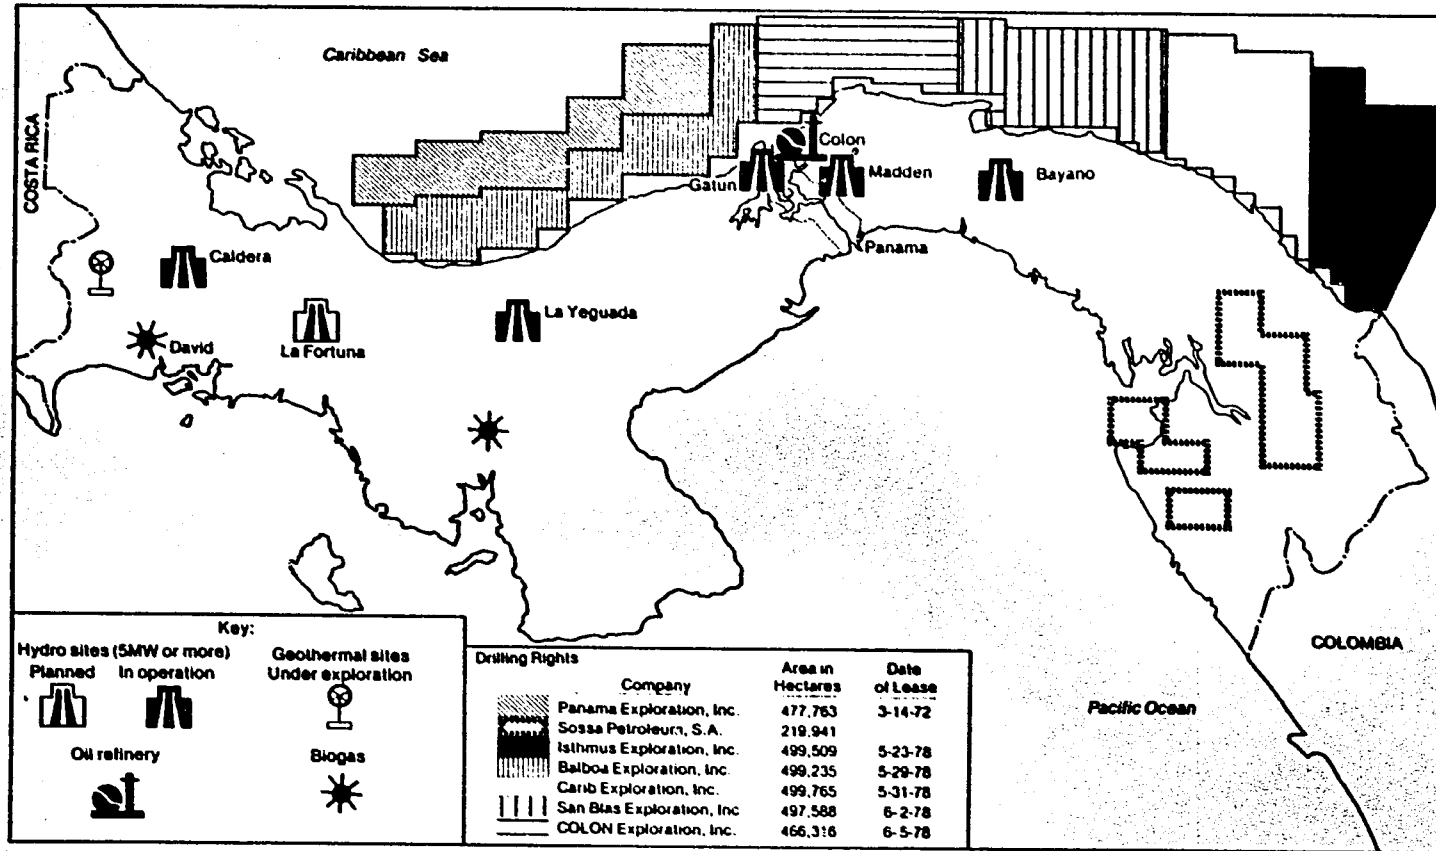 Caribbean Sea
COSTA RICA
Colon
Gatun
Madden
Bayano
Panama
Caldera
La Yeguada
David
La Fortuna
COLOMBIA
Pacific Ocean
Key:
Hydro sites (5MW or more)
Planned In operation
Geothermal sites
Under exploration
Oil refinery
Biogas
Drilling Rights
Company Area in Hectares Date of Lease
Panama Exploration, Inc. 477,763 3-14-72
Sossa Petroleum, S.A. 219,941
Isthmus Exploration, Inc. 499,509 5-23-78
Balboa Exploration, Inc. 499,235 5-29-78
Carib Exploration, Inc. 499,765 5-31-78
San Blas Exploration, Inc 497,588 6-2-78
COLON Exploration, Inc. 466,316 6-5-78